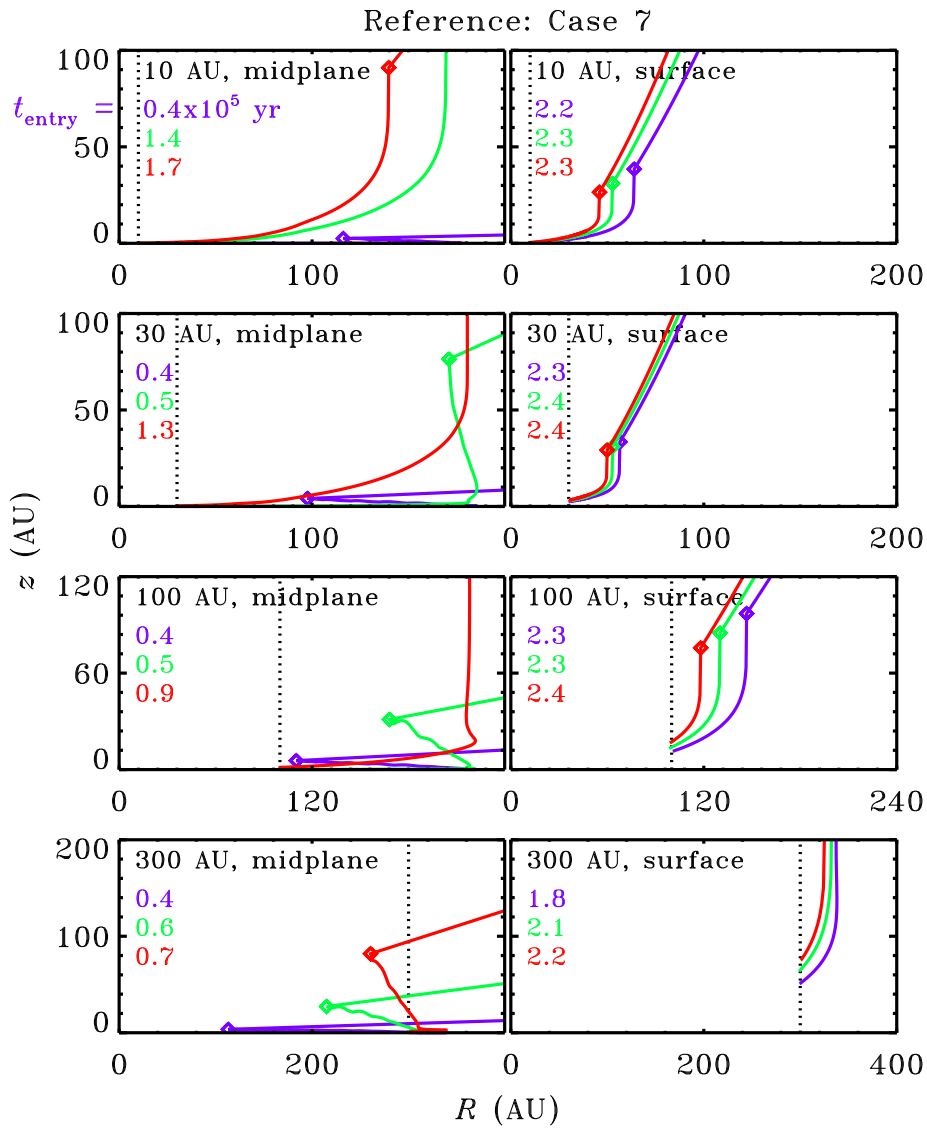 Reference: Case 7
10 AU, midplane
10 AU, surface
t_entry = 0.4x10⁵ yr
1.4
1.7
2.2
2.3
2.3
100
50
0
0 100 0 100 200
30 AU, midplane
30 AU, surface
0.4
0.5
1.3
2.3
2.4
2.4
100
50
0
0 100 0 100 200
z (AU)
100 AU, midplane
100 AU, surface
0.4
0.5
0.9
2.3
2.3
2.4
120
60
0
0 120 0 120 240
300 AU, midplane
300 AU, surface
0.4
0.6
0.7
1.8
2.1
2.2
200
100
0
0 200 0 200 400
R (AU)